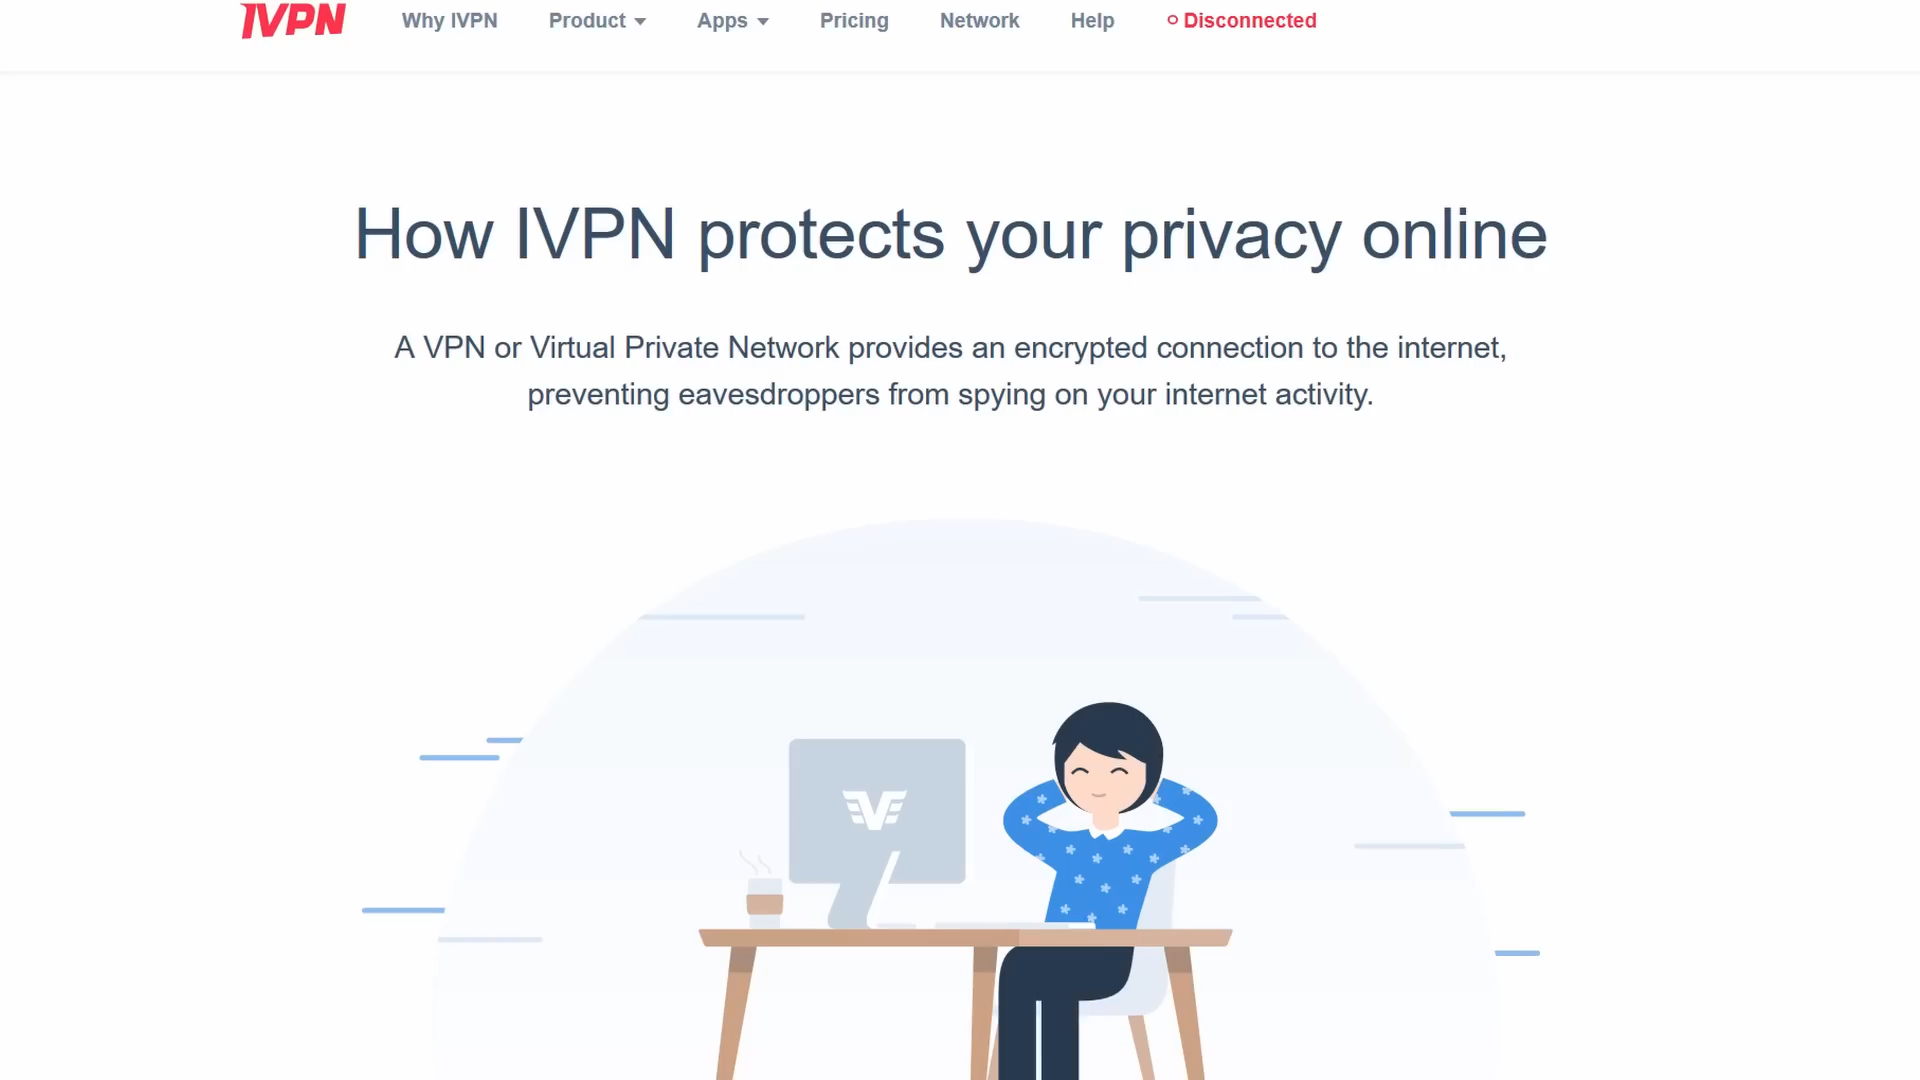 IVPN
Why IVPN
Product
Apps
Pricing
Network
Help
Disconnected
How IVPN protects your privacy online
A VPN or Virtual Private Network provides an encrypted connection to the internet,
preventing eavesdroppers from spying on your internet activity.
V